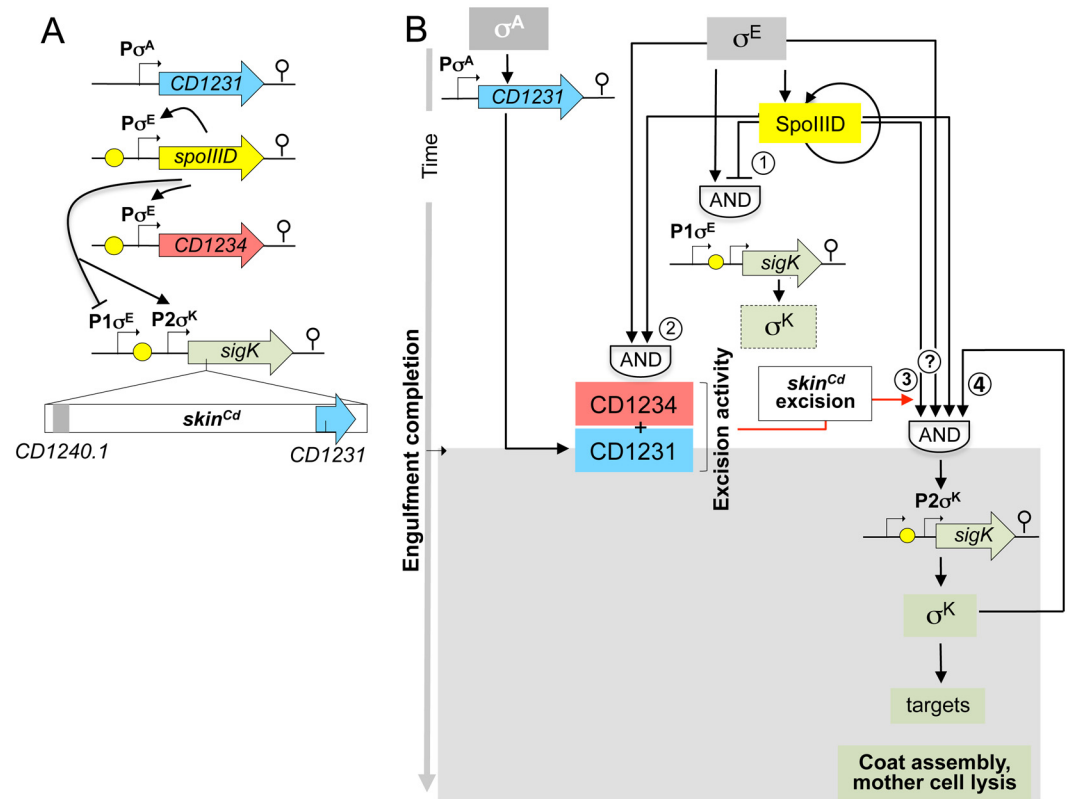 A
Pσᴬ
CD1231
Pσᴱ
spoIIID
Pσᴱ
CD1234
P1σᴱ
P2σᴷ
sigK
skinᶜᵈ
CD1240.1
CD1231
B
Time
Engulfment completion
σᴬ
Pσᴬ
CD1231
σᴱ
SpoIIID
1
AND
P1σᴱ
sigK
σᴷ
2
AND
CD1234
+
CD1231
Excision activity
skinᶜᵈ
excision
3
?
4
AND
P2σᴷ
sigK
σᴷ
targets
Coat assembly,
mother cell lysis